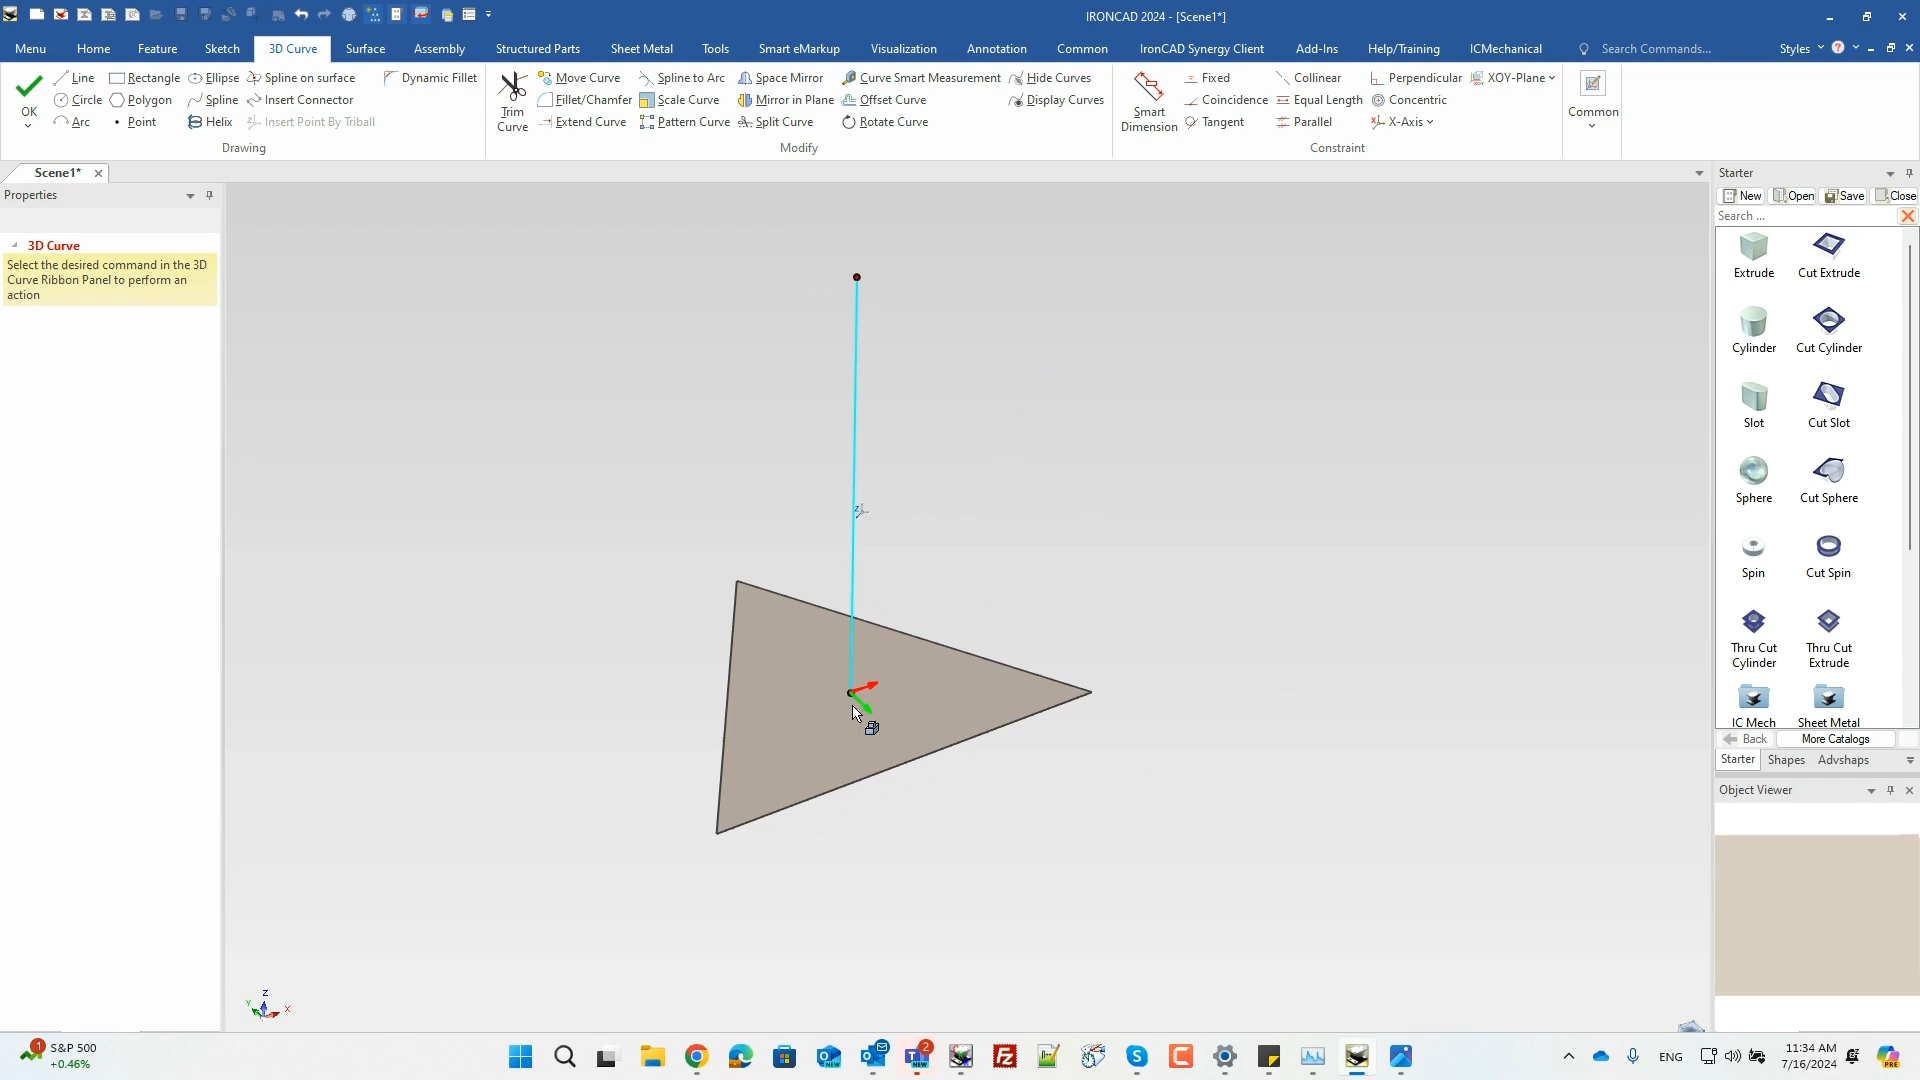 IRONCAD 2024 - [Scene1*]
Menu Home Feature Sketch 3D Curve Surface Assembly Structured Parts Sheet Metal Tools Smart eMarkup Visualization Annotation Common IronCAD Synergy Client Add-Ins Help/Training ICMechanical Search Commands... Styles
OK
Line Rectangle Ellipse Spline on surface Dynamic Fillet
Circle Polygon Spline Insert Connector
Arc Point Helix Insert Point By Triball
Drawing
Trim Curve
Move Curve Spline to Arc Space Mirror Curve Smart Measurement Hide Curves
Fillet/Chamfer Scale Curve Mirror in Plane Offset Curve Display Curves
Extend Curve Pattern Curve Split Curve Rotate Curve
Modify
Smart Dimension
Fixed Collinear Perpendicular XOY-Plane
Coincidence Equal Length Concentric
Tangent Parallel X-Axis
Constraint
Common
Scene1*
Properties
3D Curve
Select the desired command in the 3D
Curve Ribbon Panel to perform an
action
Z
Z
Y
X
Starter
New Open Save Close
Search ...
Extrude Cut Extrude
Cylinder Cut Cylinder
Slot Cut Slot
Sphere Cut Sphere
Spin Cut Spin
Thru Cut Cylinder Thru Cut Extrude
IC Mech Sheet Metal
Back More Catalogs
Starter Shapes Advshaps
Object Viewer
1
S&P 500
+0.46%
NEW
2
NEW
ENG
11:34 AM
7/16/2024
PRE